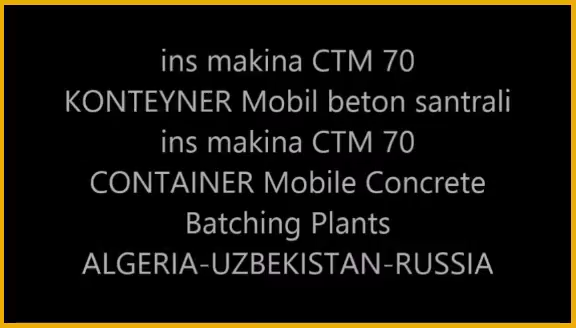 ins makina CTM 70
KONTEYNER Mobil beton santrali
ins makina CTM 70
CONTAINER Mobile Concrete
Batching Plants
ALGERIA-UZBEKISTAN-RUSSIA